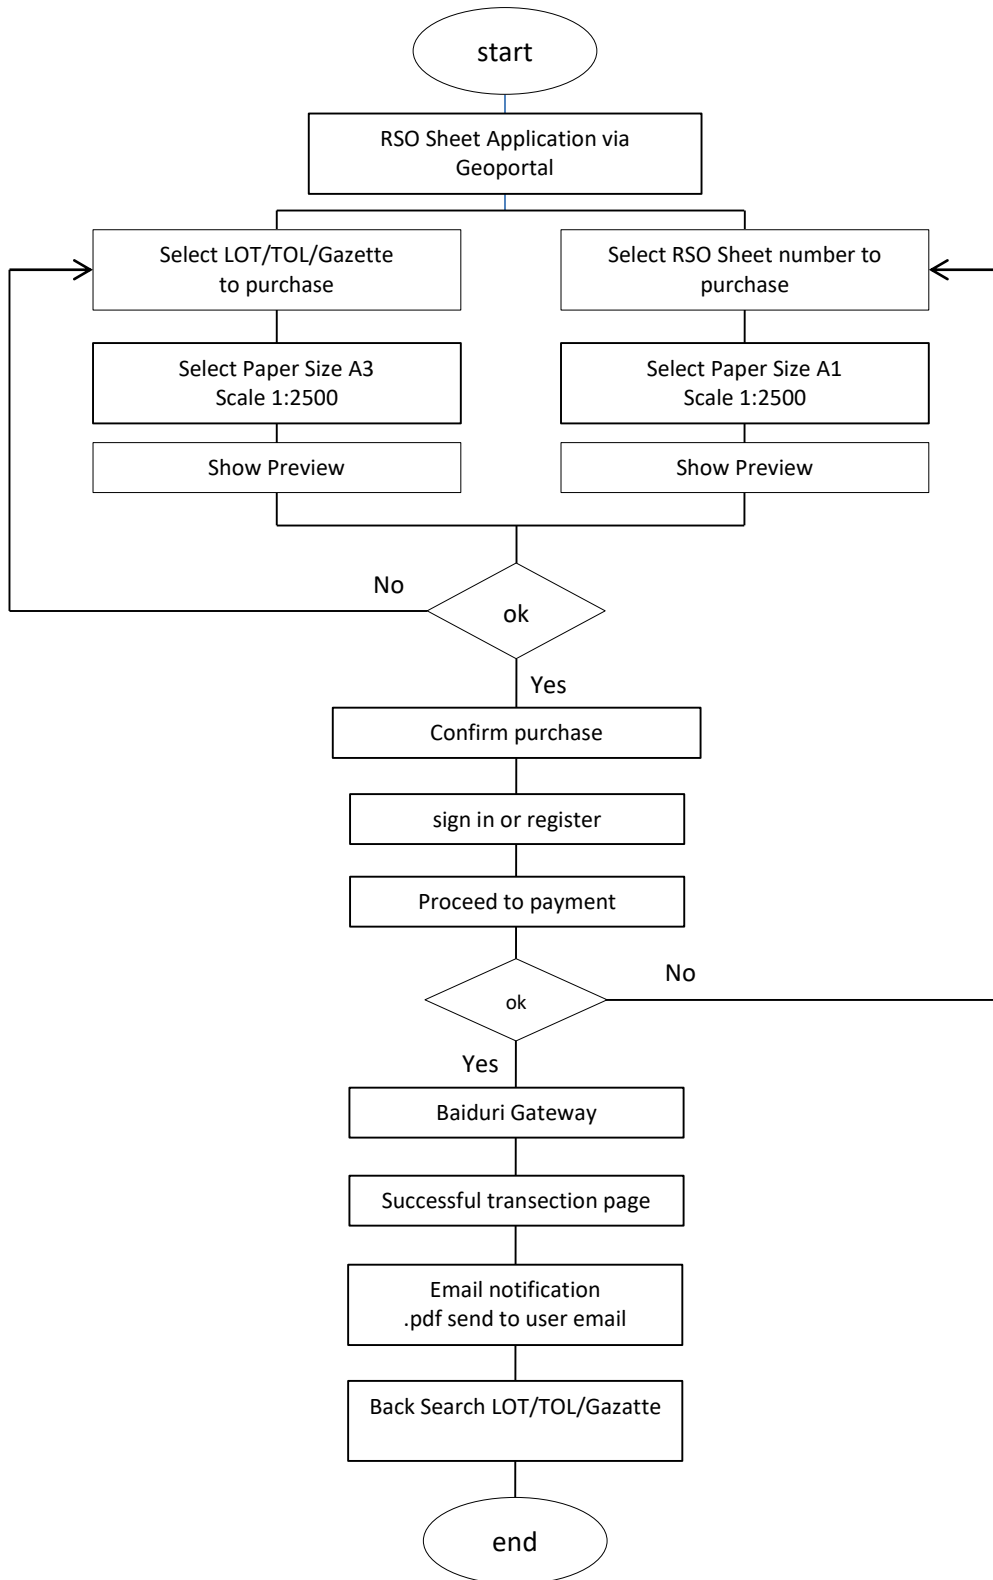 start
RSO Sheet Application via
Geoportal
Select LOT/TOL/Gazette
to purchase
Select RSO Sheet number to
purchase
Select Paper Size A3
Scale 1:2500
Select Paper Size A1
Scale 1:2500
Show Preview
Show Preview
No
ok
Yes
Confirm purchase
sign in or register
Proceed to payment
No
ok
Yes
Baiduri Gateway
Successful transection page
Email notification
.pdf send to user email
Back Search LOT/TOL/Gazatte
end